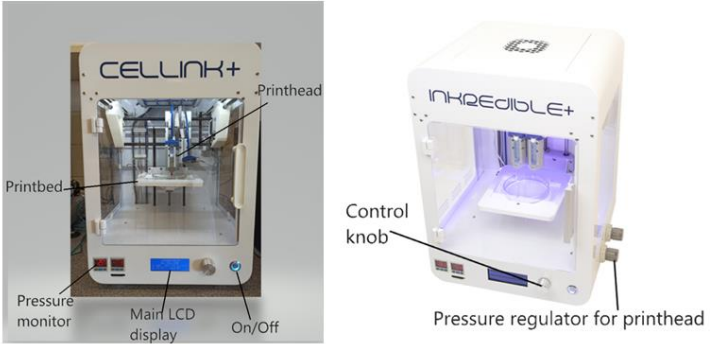 CELLINK+
Printhead
Printbed
Pressure
monitor
Main LCD
display
On/Off
INKREDIBLE+
Control
knob
Pressure regulator for printhead